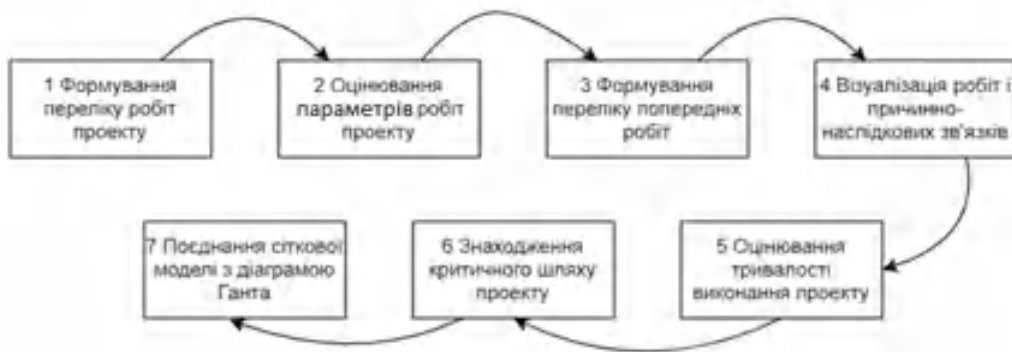 1 Формування
переліку робіт
проекту
2 Оцінювання
параметрів робіт
проекту
3 Формування
переліку попередніх
робіт
4 Візуалізація робіт і
причинно-
наслідкових зв'язків
5 Оцінювання
тривалості
виконання проекту
6 Знаходження
критичного шляху
проекту
7 Поєднання сіткової
моделі з діаграмою
Ганта